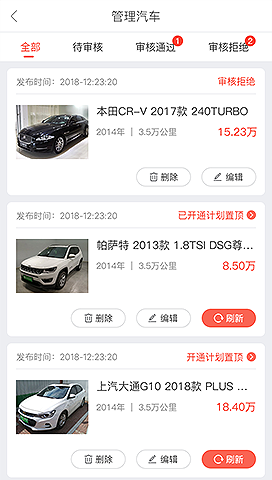 管理汽车
全部 待审核 审核通过 1 审核拒绝 2
发布时间：2018-12:23:20 审核拒绝
本田CR-V 2017款 240TURBO
2014年 | 3.5万公里 15.23万
删除 编辑
发布时间：2018-12:23:20 已开通计划置顶
帕萨特 2013款 1.8TSI DSG尊...
2014年 | 3.5万公里 8.50万
删除 编辑 刷新
发布时间：2018-12:23:20 开通计划置顶
上汽大通G10 2018款 PLUS ...
2014年 | 3.5万公里 18.40万
删除 编辑 刷新